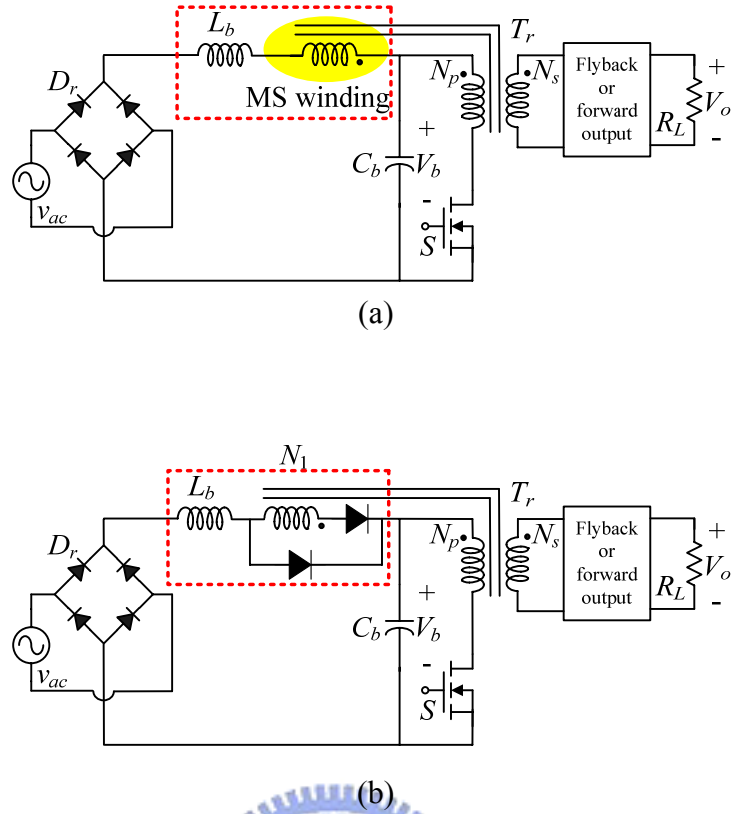 L_b
T_r
MS winding
D_r
N_p
N_s
Flyback
or
forward
output
R_L
+
V_o
-
+
C_b
V_b
-
S
v_ac
(a)
N_1
L_b
T_r
D_r
N_p
N_s
Flyback
or
forward
output
R_L
+
V_o
-
+
C_b
V_b
-
S
v_ac
(b)